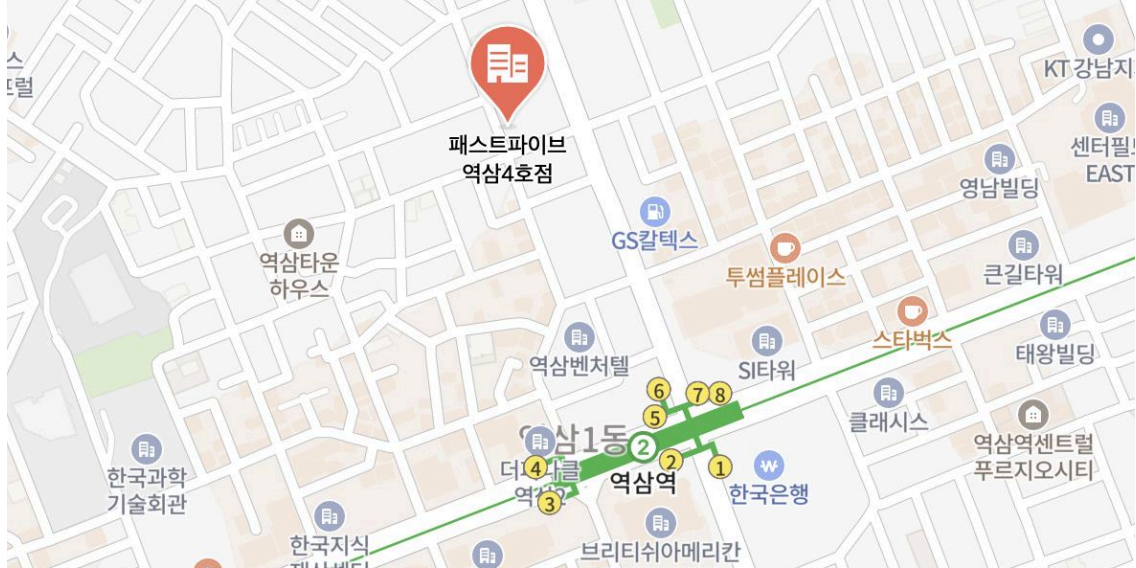 KT 강남지
패스트파이브
역삼4호점
센터필드
EAST
영남빌딩
GS칼텍스
역삼타운
하우스
투썸플레이스
큰길타워
스타벅스
태왕빌딩
역삼벤처텔
SI타워
6
7
8
5
클래시스
역삼1동
2
역삼역센트럴
푸르지오시티
4
2
1
역삼역
한국은행
3
한국과학
기술회관
한국지식
브리티쉬아메리칸